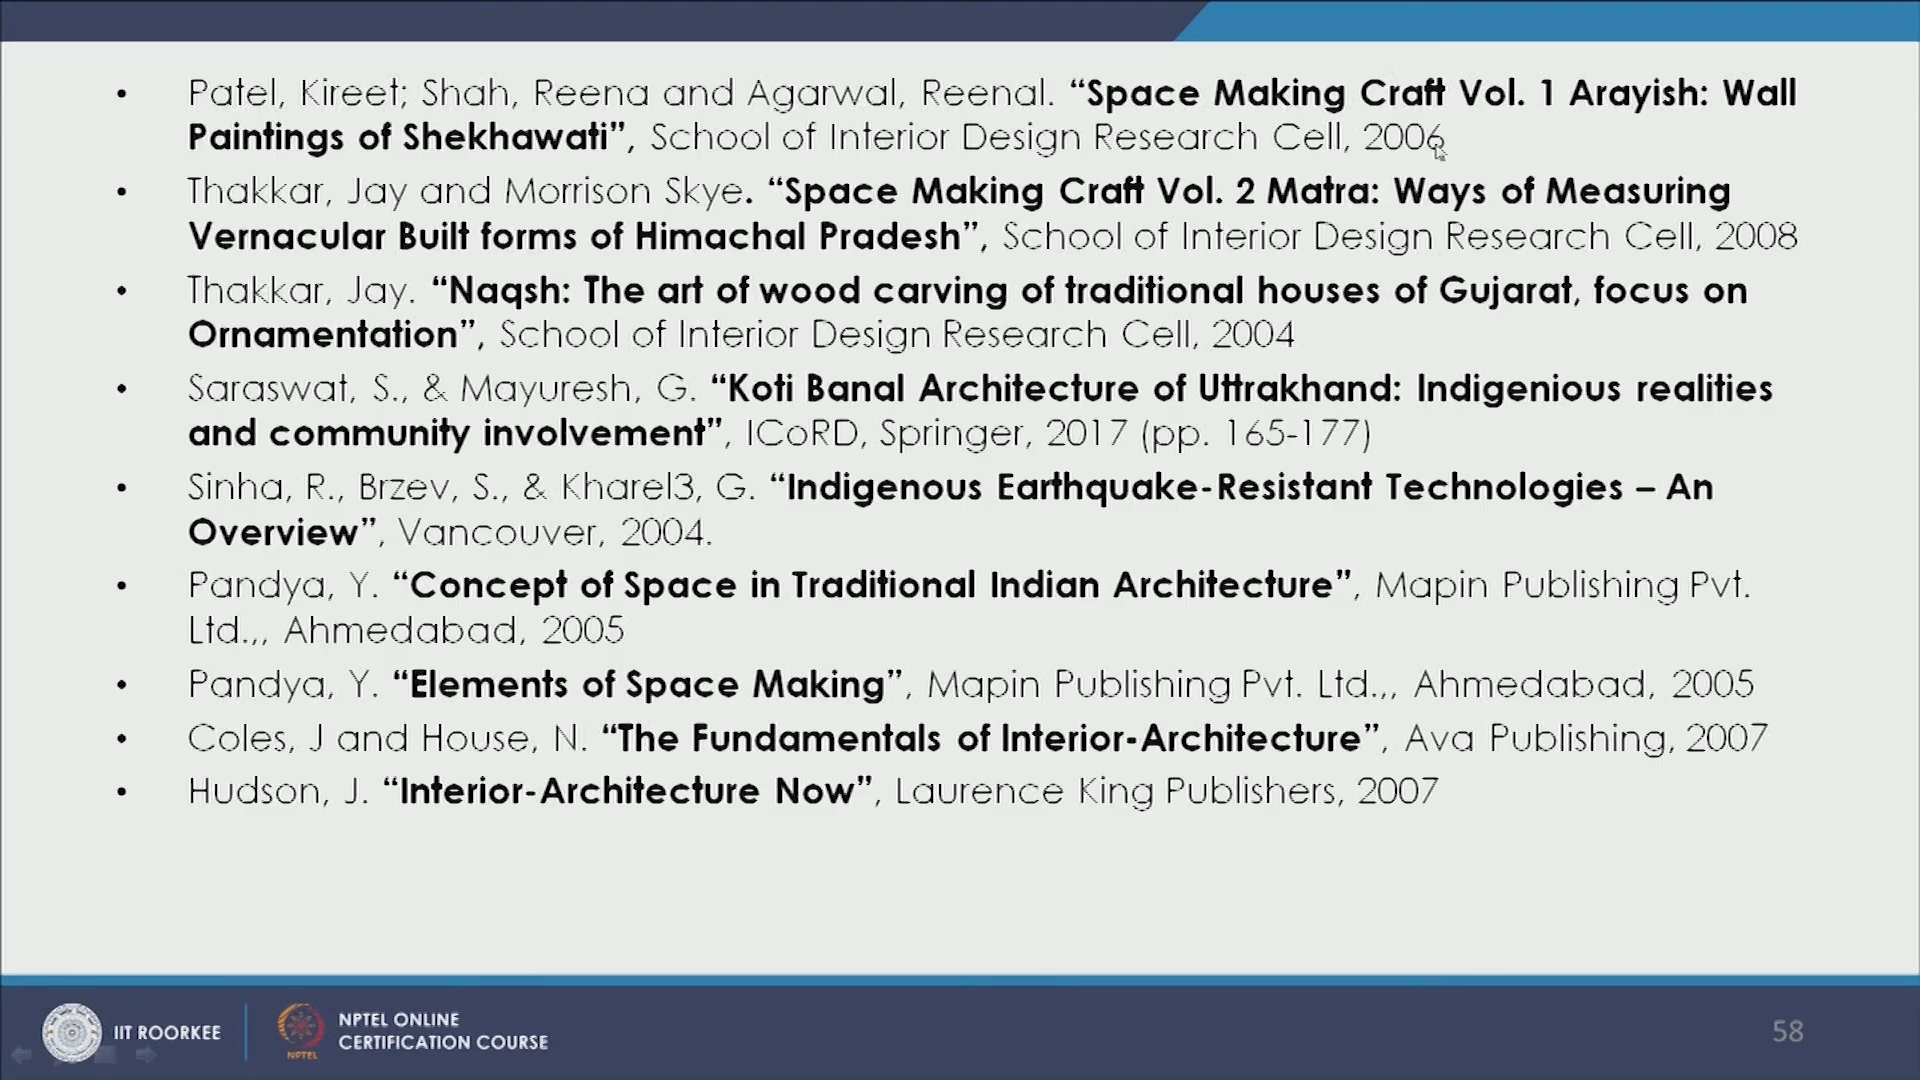 • Patel, Kireet; Shah, Reena and Agarwal, Reenal. “Space Making Craft Vol. 1 Arayish: Wall
Paintings of Shekhawati”, School of Interior Design Research Cell, 2006
• Thakkar, Jay and Morrison Skye. “Space Making Craft Vol. 2 Matra: Ways of Measuring
Vernacular Built forms of Himachal Pradesh”, School of Interior Design Research Cell, 2008
• Thakkar, Jay. “Naqsh: The art of wood carving of traditional houses of Gujarat, focus on
Ornamentation”, School of Interior Design Research Cell, 2004
• Saraswat, S., & Mayuresh, G. “Koti Banal Architecture of Uttrakhand: Indigenious realities
and community involvement”, ICoRD, Springer, 2017 (pp. 165-177)
• Sinha, R., Brzev, S., & Kharel3, G. “Indigenous Earthquake-Resistant Technologies – An
Overview”, Vancouver, 2004.
• Pandya, Y. “Concept of Space in Traditional Indian Architecture”, Mapin Publishing Pvt.
Ltd.,, Ahmedabad, 2005
• Pandya, Y. “Elements of Space Making”, Mapin Publishing Pvt. Ltd.,, Ahmedabad, 2005
• Coles, J and House, N. “The Fundamentals of Interior-Architecture”, Ava Publishing, 2007
• Hudson, J. “Interior-Architecture Now”, Laurence King Publishers, 2007
IIT ROORKEE
NPTEL
NPTEL ONLINE
CERTIFICATION COURSE
58